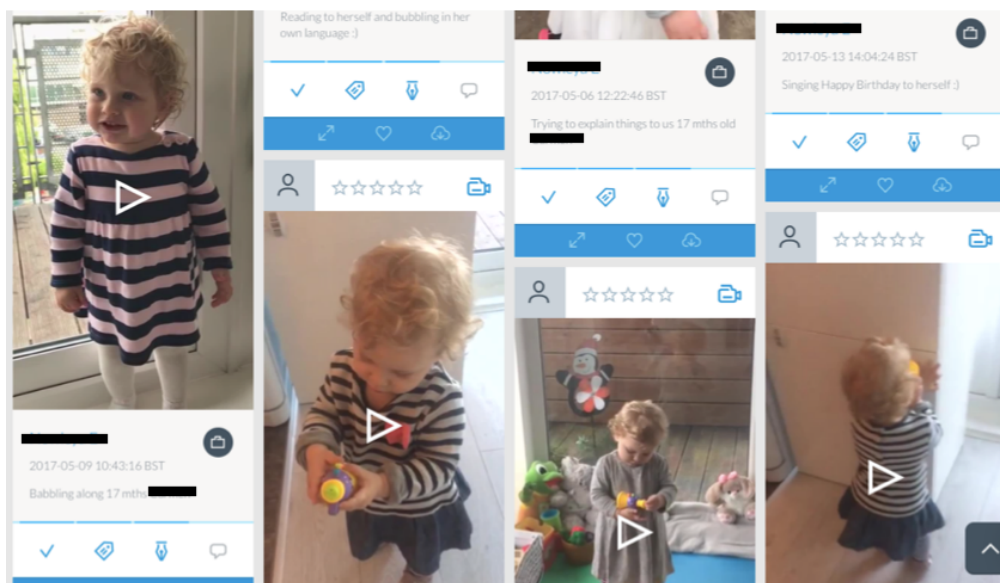 2017-05-09 10:43:16 BST
Babbling along 17 mths
Reading to herself and bubbling in her
own language :)
2017-05-06 12:22:46 BST
Trying to explain things to us 17 mths old
2017-05-13 14:04:24 BST
Singing Happy Birthday to herself :)